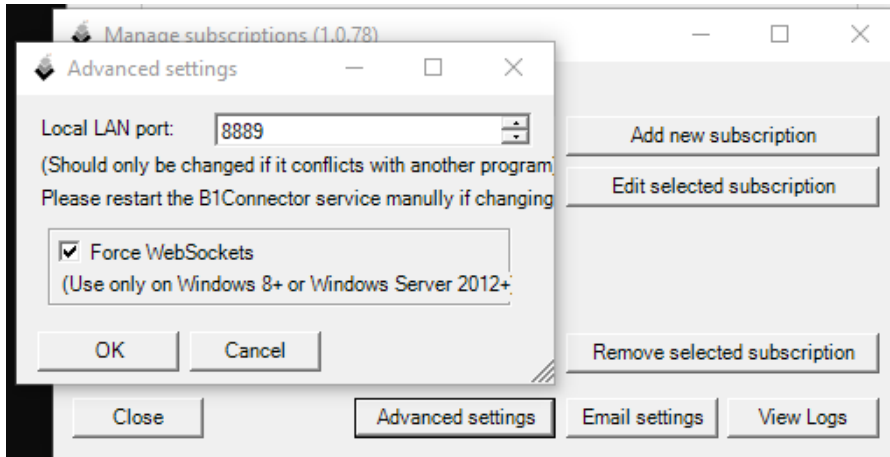 Manage subscriptions (1.0.78)
Advanced settings
Local LAN port: 8889
(Should only be changed if it conflicts with another program)
Please restart the B1Connector service manully if changing
Force WebSockets
(Use only on Windows 8+ or Windows Server 2012+)
OK Cancel
Add new subscription
Edit selected subscription
Remove selected subscription
Close Advanced settings Email settings View Logs